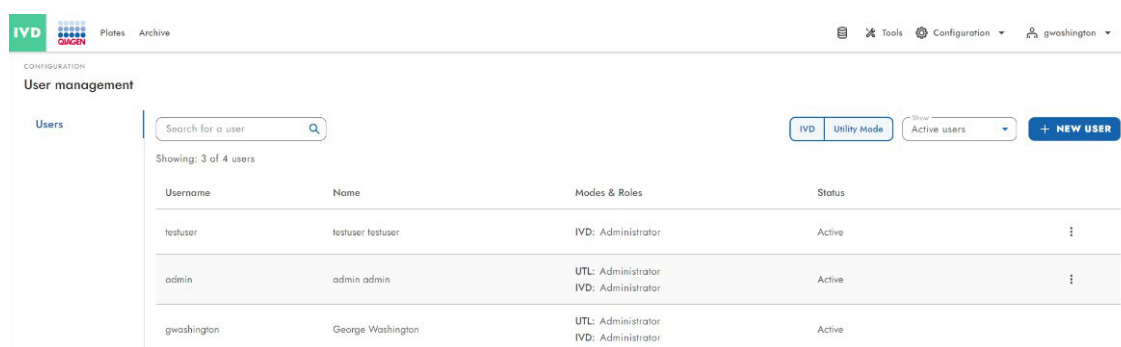 IVD QIAGEN Plates Archive Tools Configuration gwashington
CONFIGURATION
User management
Users
Search for a user
IVD Utility Mode
Show
Active users
+ NEW USER
Showing: 3 of 4 users
Username Name Modes & Roles Status
testuser testuser testuser IVD: Administrator Active
admin admin admin UTL: Administrator
IVD: Administrator Active
gwashington George Washington UTL: Administrator
IVD: Administrator Active